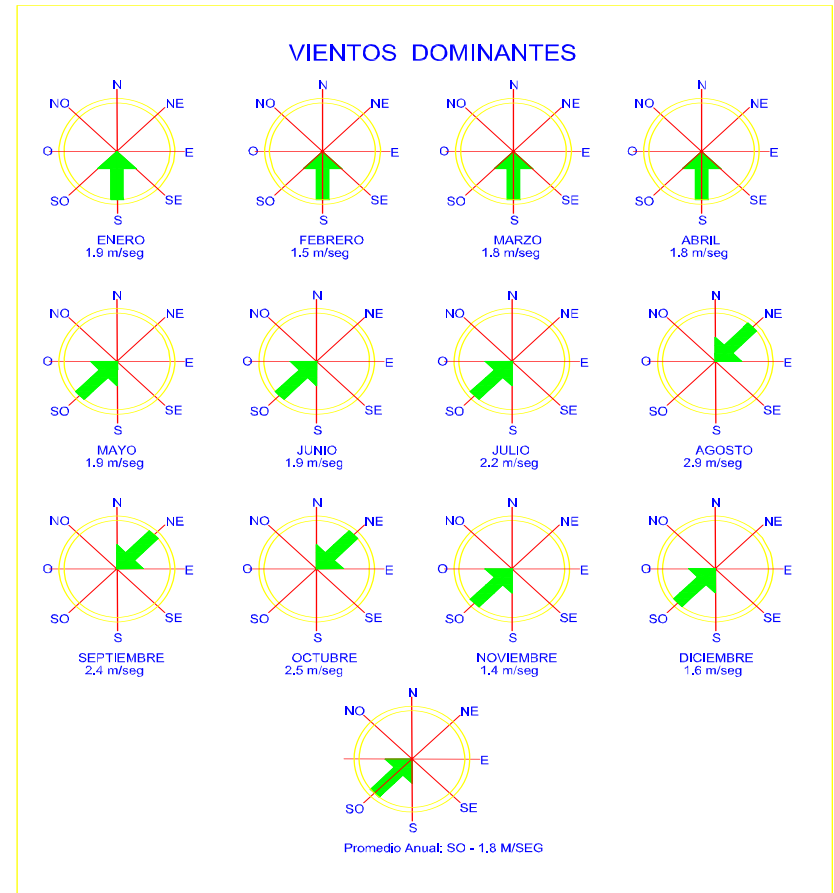 VIENTOS DOMINANTES
N
NO NE
O E
SO SE
S
ENERO
1.9 m/seg
N
NO NE
O E
SO SE
S
FEBRERO
1.5 m/seg
N
NO NE
O E
SO SE
S
MARZO
1.8 m/seg
N
NO NE
O E
SO SE
S
ABRIL
1.8 m/seg
N
NO NE
O E
SO SE
S
MAYO
1.9 m/seg
N
NO NE
O E
SO SE
S
JUNIO
1.9 m/seg
N
NO NE
O E
SO SE
S
JULIO
2.2 m/seg
N
NO NE
O E
SO SE
S
AGOSTO
2.9 m/seg
N
NO NE
O E
SO SE
S
SEPTIEMBRE
2.4 m/seg
N
NO NE
O E
SO SE
S
OCTUBRE
2.5 m/seg
N
NO NE
O E
SO SE
S
NOVIEMBRE
1.4 m/seg
N
NO NE
O E
SO SE
S
DICIEMBRE
1.6 m/seg
N
NO NE
E
SO SE
S
Promedio Anual: SO - 1.8 M/SEG